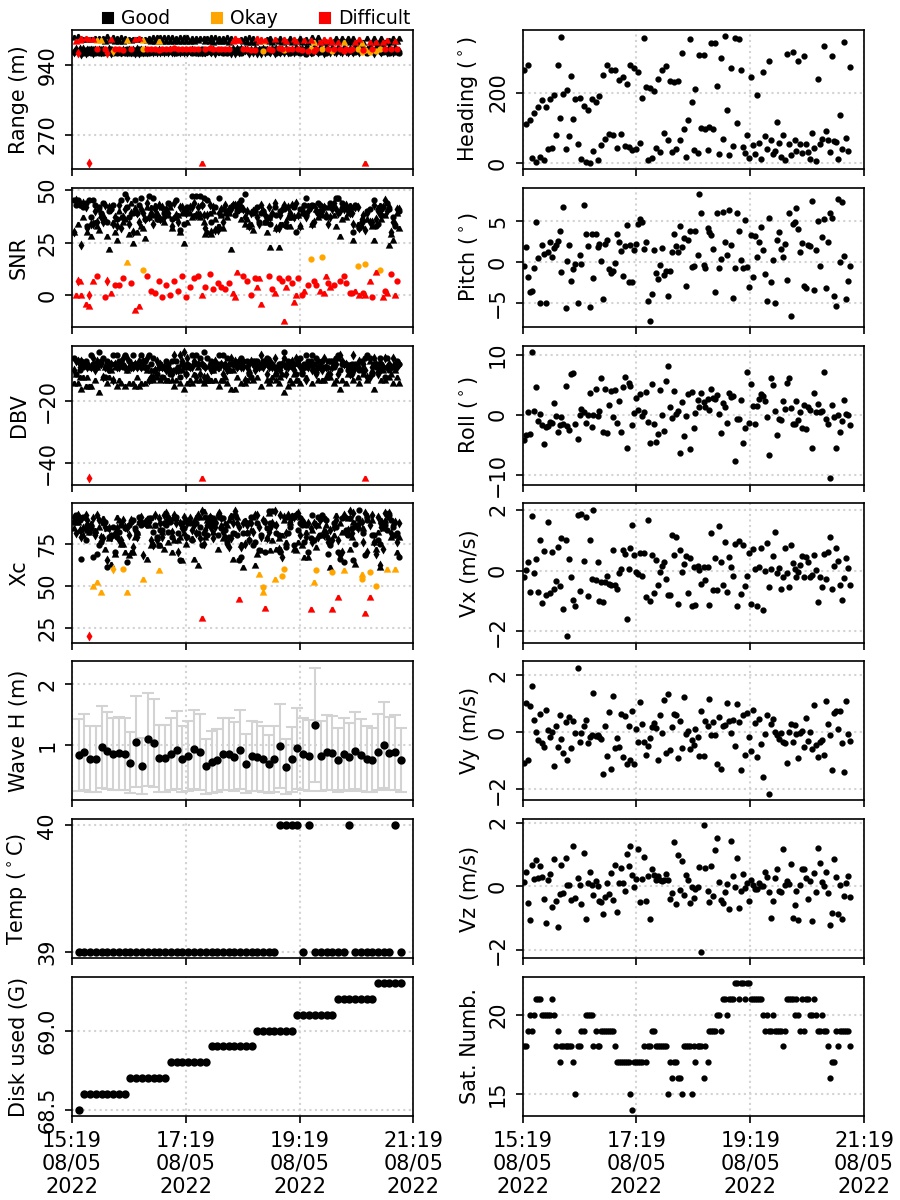 Good Okay Difficult
Range (m)
940
270
Heading (°)
200
0
SNR
50
25
0
Pitch (°)
5
0
−5
DBV
−20
−40
Roll (°)
10
0
−10
Xc
75
50
25
Vx (m/s)
2
0
−2
Wave H (m)
2
1
Vy (m/s)
2
0
−2
Temp (°C)
40
39
Vz (m/s)
2
0
−2
Disk used (G)
69.0
68.5
Sat. Numb.
20
15
15:19 17:19 19:19 21:19
08/05 08/05 08/05 08/05
2022 2022 2022 2022
15:19 17:19 19:19 21:19
08/05 08/05 08/05 08/05
2022 2022 2022 2022